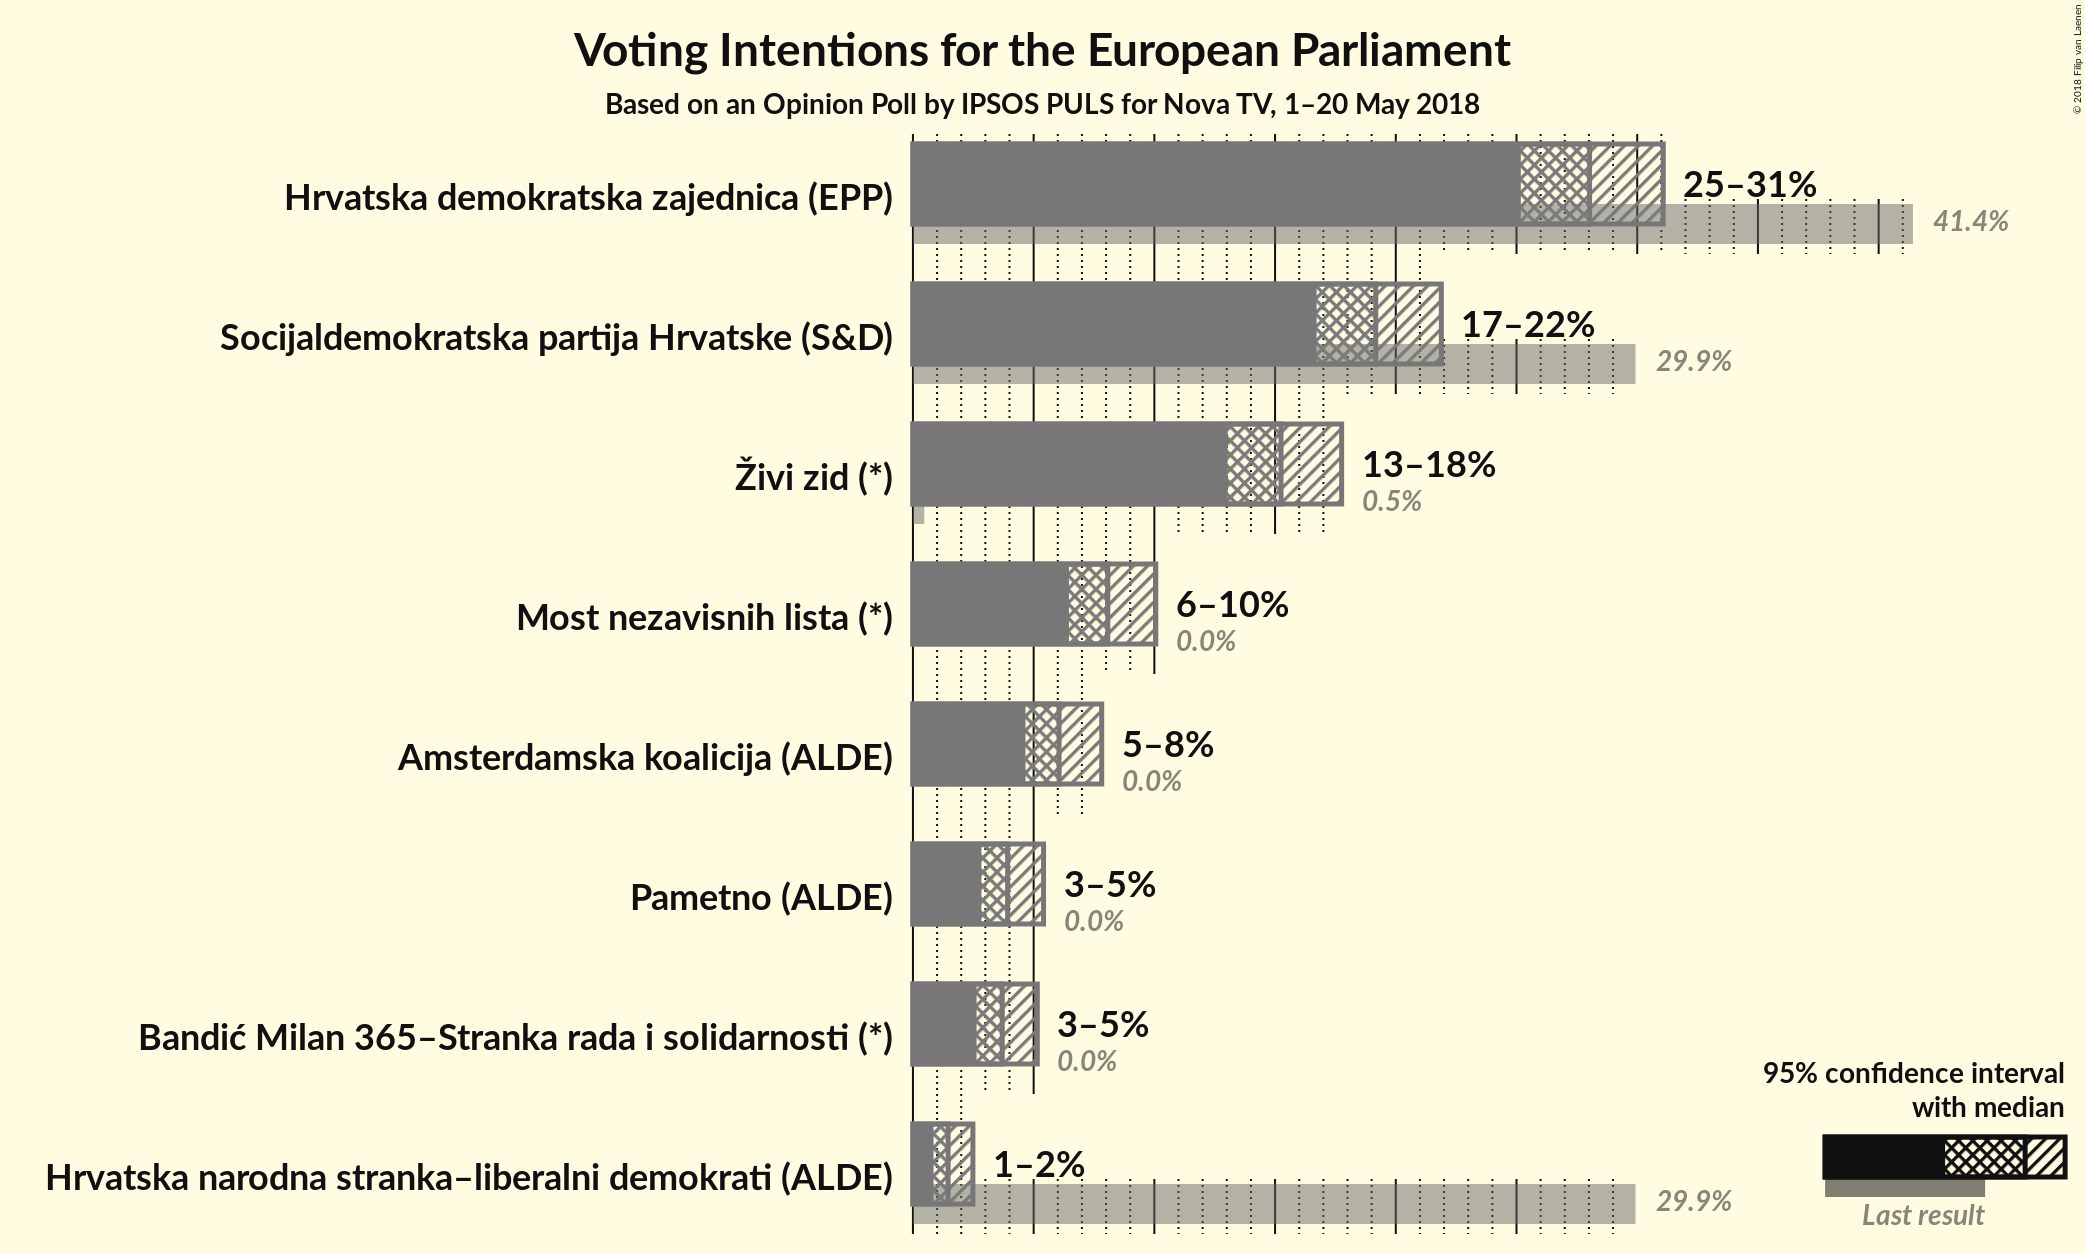 Voting Intentions for the European Parliament
Based on an Opinion Poll by IPSOS PULS for Nova TV, 1–20 May 2018
© 2018 Filip van Laenen
Hrvatska demokratska zajednica (EPP)
25–31%
41.4%
Socijaldemokratska partija Hrvatske (S&D)
17–22%
29.9%
Živi zid (*)
13–18%
0.5%
Most nezavisnih lista (*)
6–10%
0.0%
Amsterdamska koalicija (ALDE)
5–8%
0.0%
Pametno (ALDE)
3–5%
0.0%
Bandić Milan 365–Stranka rada i solidarnosti (*)
3–5%
0.0%
Hrvatska narodna stranka–liberalni demokrati (ALDE)
1–2%
29.9%
95% confidence interval
with median
Last result